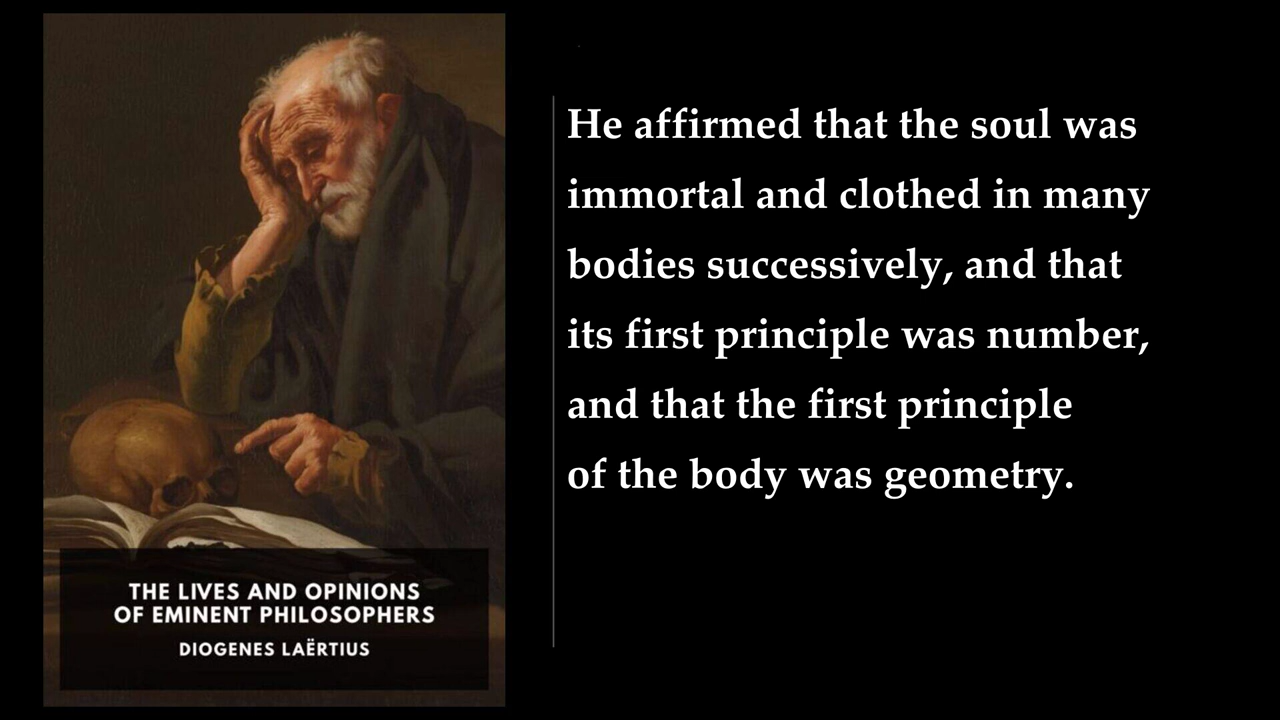 THE LIVES AND OPINIONS
OF EMINENT PHILOSOPHERS
DIOGENES LAËRTIUS
He affirmed that the soul was
immortal and clothed in many
bodies successively, and that
its first principle was number,
and that the first principle
of the body was geometry.